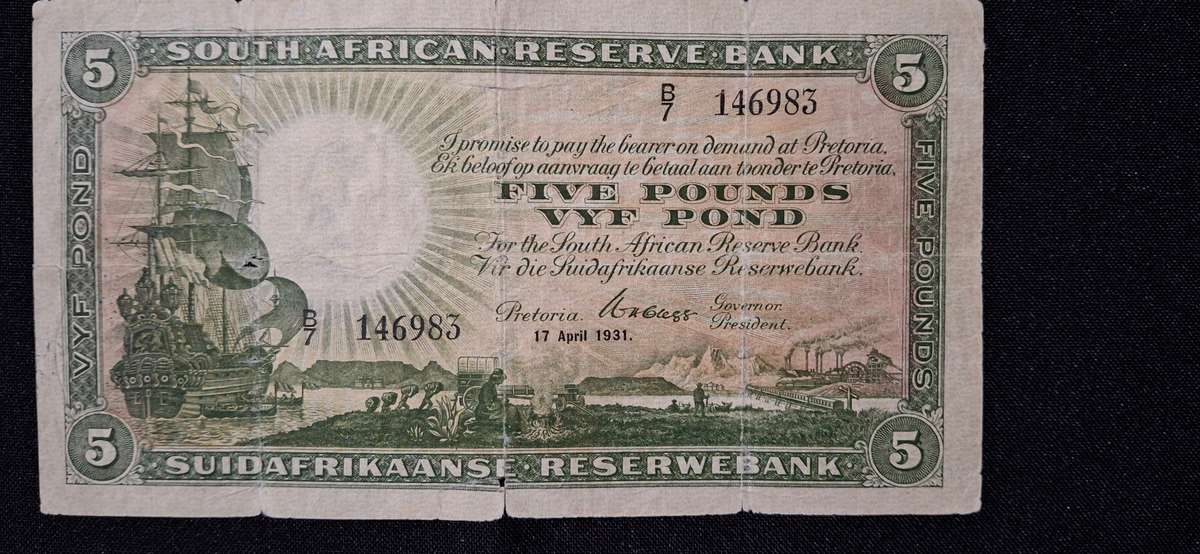 5 · SOUTH · AFRICAN · RESERVE · BANK · 5
B/7 146983
I promise to pay the bearer on demand at Pretoria.
Ek beloof op aanvraag te betaal aan toonder te Pretoria.
FIVE POUNDS
VYF POND
For the South African Reserve Bank
Vir die Suidafrikaanse Reserwebank.
VYF POND
FIVE POUNDS
B/7 146983
Pretoria.
Governor.
President.
17 April 1931.
5 · SUIDAFRIKAANSE · RESERWEBANK · 5